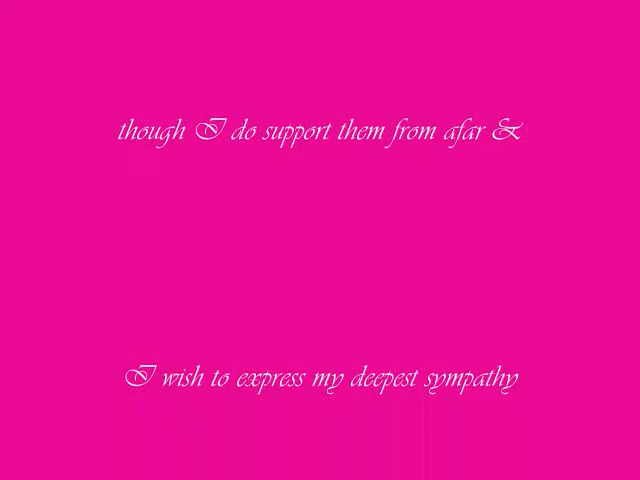 though I do support them from afar &
I wish to express my deepest sympathy